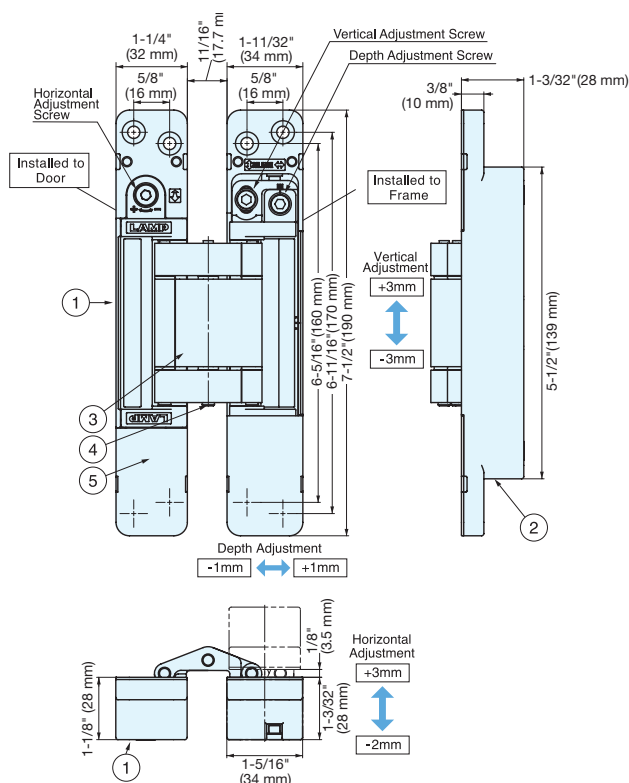 1-1/4"
(32 mm)
11/16"
(17.7 mi
1-11/32"
(34 mm)
Vertical Adjustment Screw
Depth Adjustment Screw
5/8"
(16 mm)
5/8"
(16 mm)
3/8"
(10 mm)
1-3/32"(28 mm)
Horizontal
Adjustment
Screw
Installed to
Door
Installed to
Frame
LAMP
1
3
4
5
LAMP
6-5/16"(160 mm)
6-11/16"(170 mm)
7-1/2"(190 mm)
Vertical
Adjustment
+3mm
-3mm
5-1/2"(139 mm)
2
Depth Adjustment
-1mm
+1mm
1/8"
(3.5 mm)
1-1/8" (28 mm)
1-3/32"
(28 mm)
1
1-5/16"
(34 mm)
Horizontal
Adjustment
+3mm
-2mm